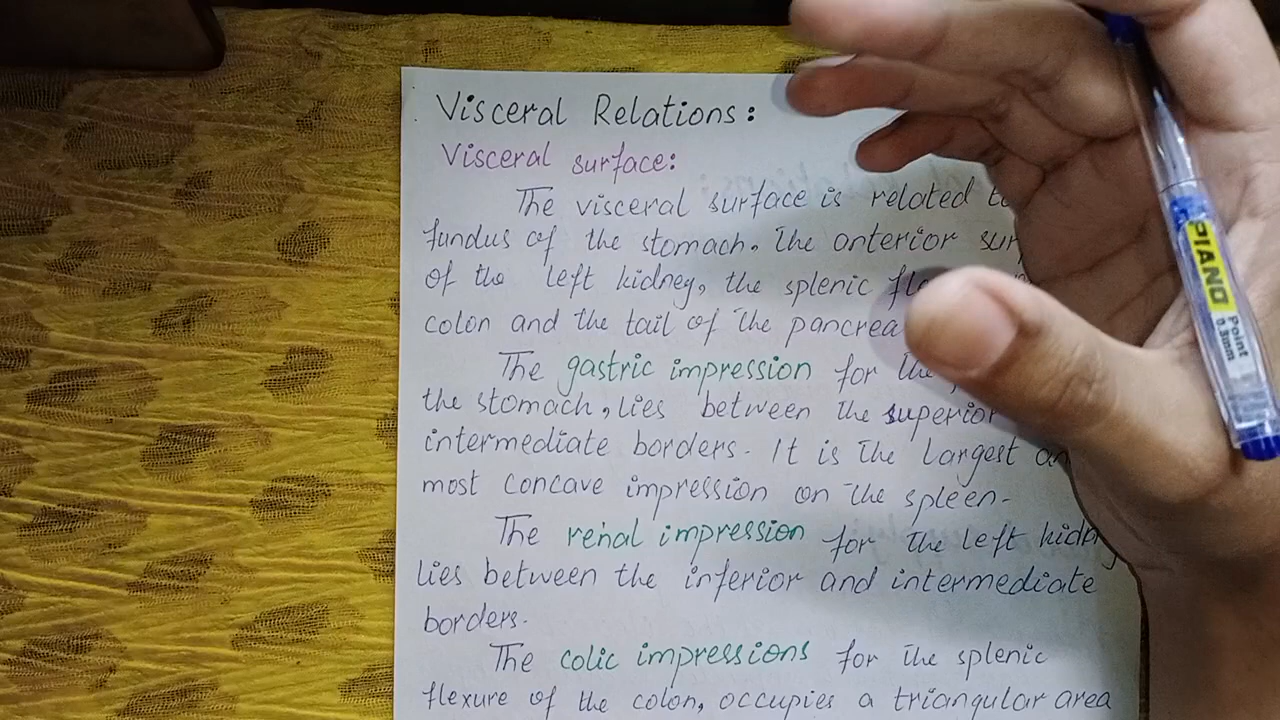 Visceral Relations:
Visceral surface:
The visceral surface is related
fundus of the stomach. The anterior
of the left kidney, the splenic
colon and the tail of the
The gastric impression for the
the stomach, lies between the superior
intermediate borders. It is the largest
most concave impression on the spleen.
The renal impression for the left
lies between the inferior and intermediate
borders.
The colic impressions for the splenic
flexure of the colon, occupies a triangular area
PIANO
Point
0.3mm